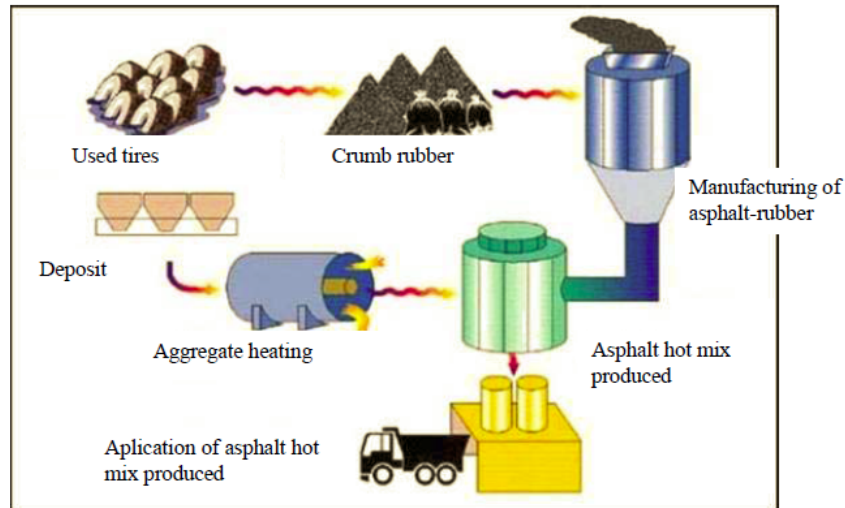 Used tires
Crumb rubber
Manufacturing of
asphalt-rubber
Deposit
Aggregate heating
Asphalt hot mix
produced
Aplication of asphalt hot
mix produced